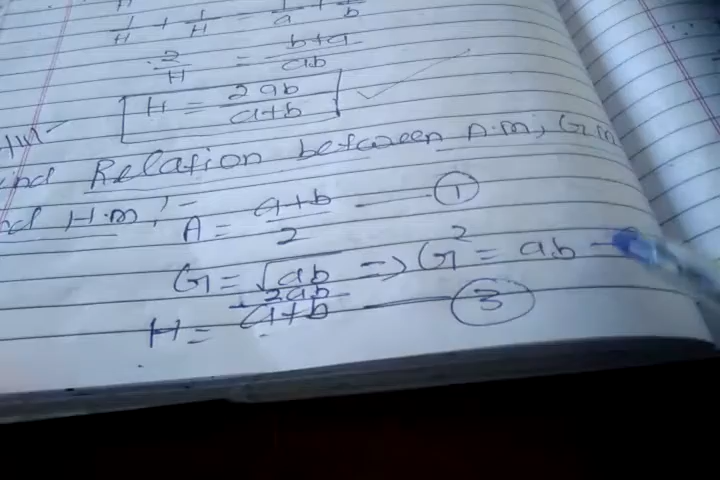 1/H + 1/H = 1/a + 1/b
2/H = b+a/ab
H = 2ab/a+b
Relation between A.m, G.m
H.m :-
A = a+b/2 — ①
G = √ab => G² = ab —
H = 2ab/a+b — ③